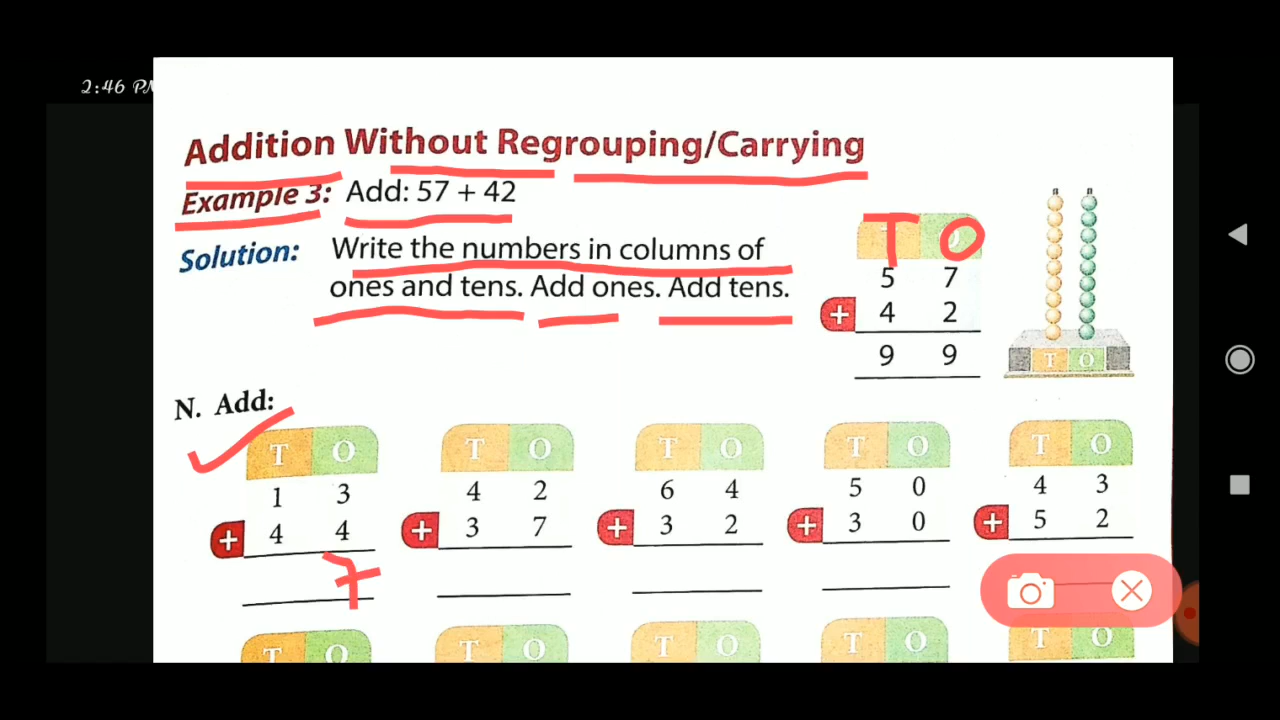 2:46 PM
Addition Without Regrouping/Carrying
Example 3: Add: 57 + 42
Solution: Write the numbers in columns of
ones and tens. Add ones. Add tens.
T O
5 7
+ 4 2
9 9
T O
N. Add:
T O T O T O T O T O
1 3 4 2 6 4 5 0 4 3
+ 4 4 + 3 7 + 3 2 + 3 0 + 5 2
7
T O T O T O T O T O